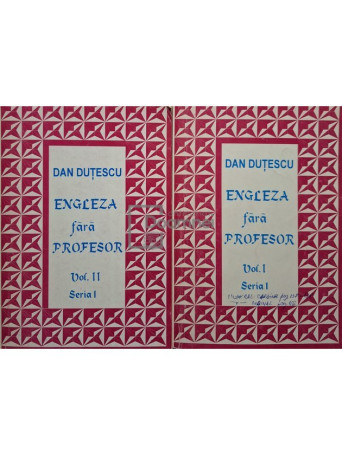 DAN DUȚESCU
ENGLEZA
fără
PROFESOR
Vol. II
Seria I
DAN DUȚESCU
ENGLEZA
fără
PROFESOR
Vol. I
Seria I